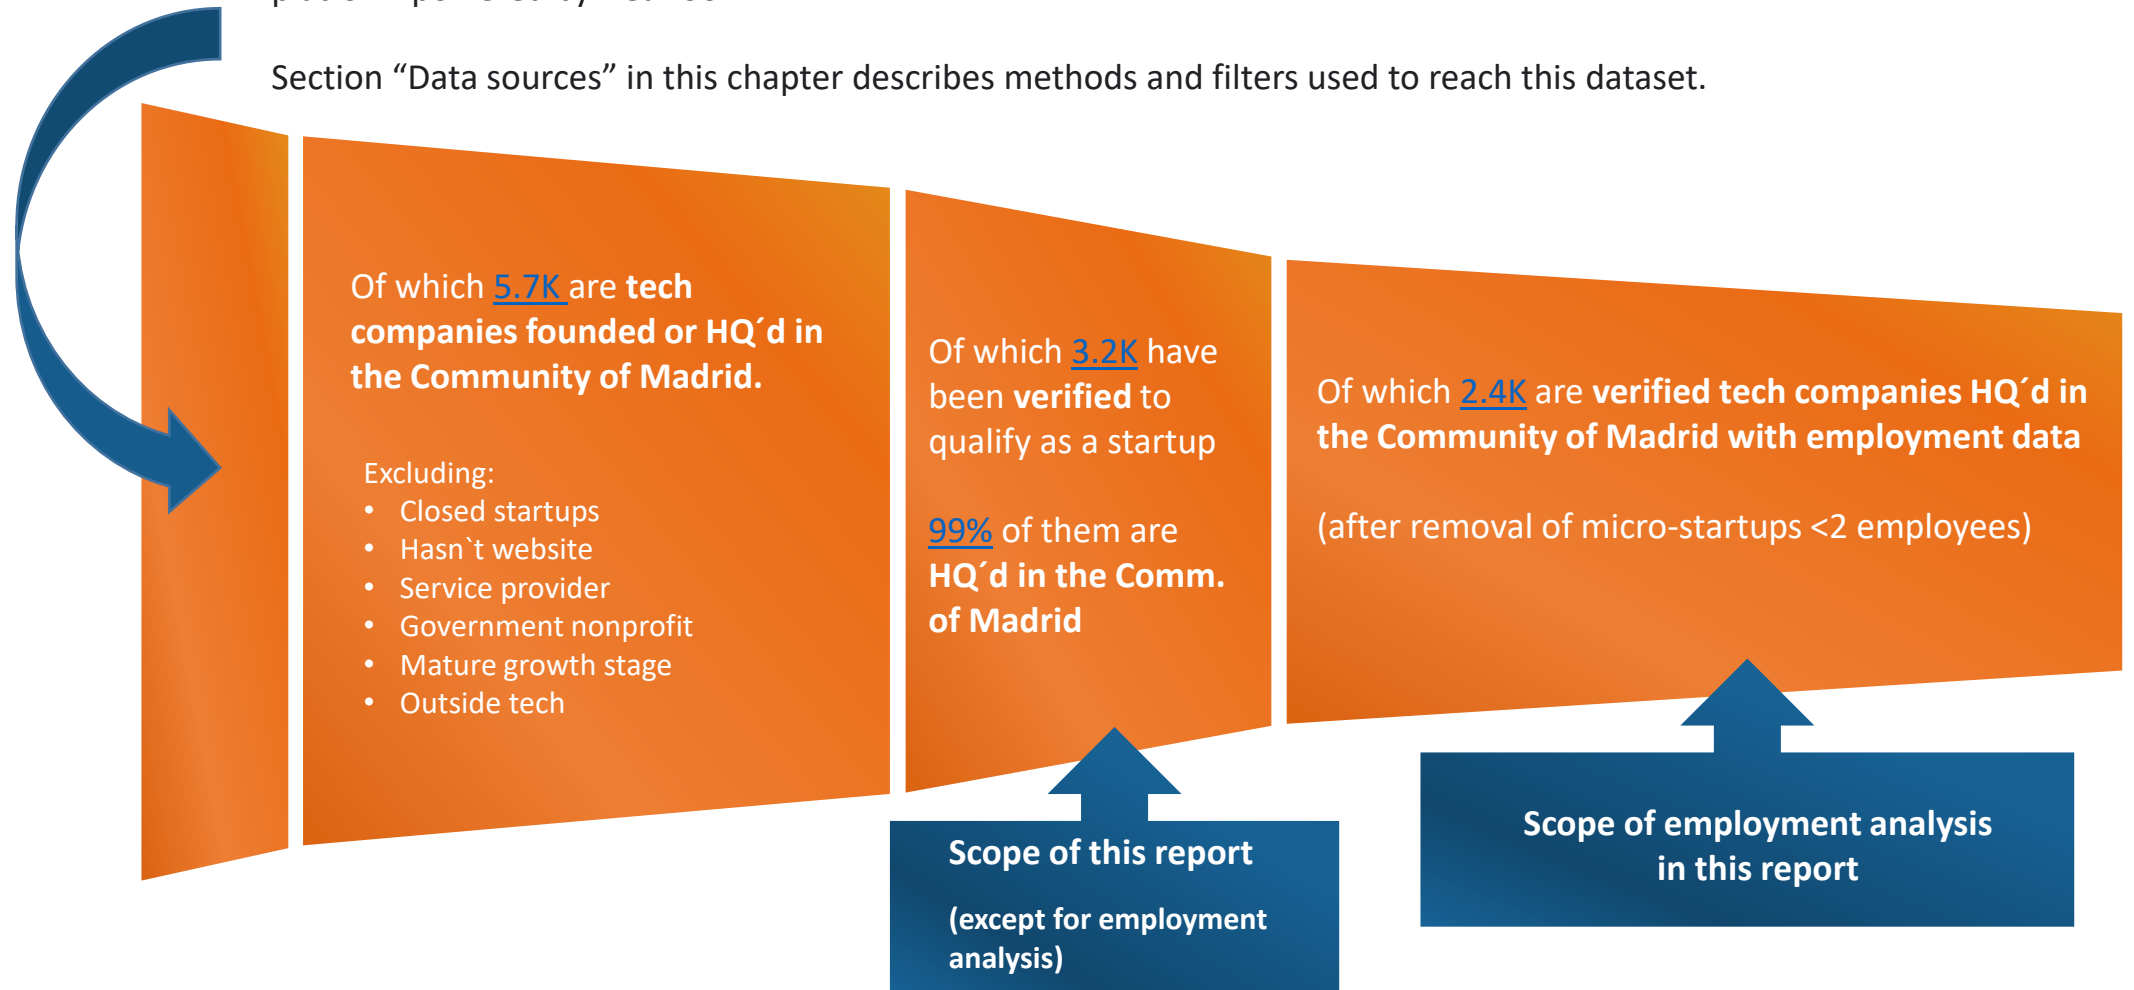 Section “Data sources” in this chapter describes methods and filters used to reach this dataset.
Of which 5.7K are tech
companies founded or HQ´d in
the Community of Madrid.
Excluding:
• Closed startups
• Hasn`t website
• Service provider
• Government nonprofit
• Mature growth stage
• Outside tech
Of which 3.2K have
been verified to
qualify as a startup
99% of them are
HQ´d in the Comm.
of Madrid
Of which 2.4K are verified tech companies HQ´d in
the Community of Madrid with employment data
(after removal of micro-startups <2 employees)
Scope of this report
(except for employment
analysis)
Scope of employment analysis
in this report